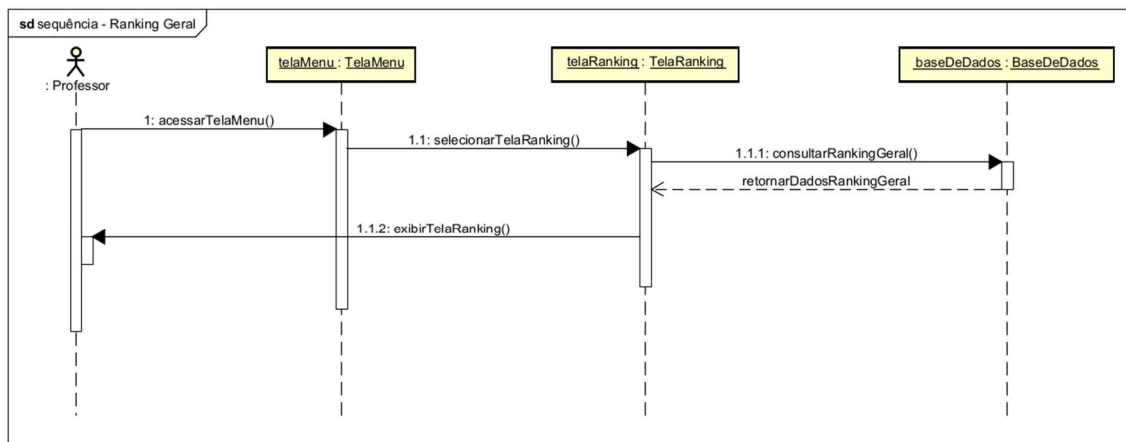 sd sequência - Ranking Geral
: Professor
telaMenu : TelaMenu
telaRanking : TelaRanking
baseDeDados : BaseDeDados
1: acessarTelaMenu()
1.1: selecionarTelaRanking()
1.1.1: consultarRankingGeral()
retornarDadosRankingGeral
1.1.2: exibirTelaRanking()